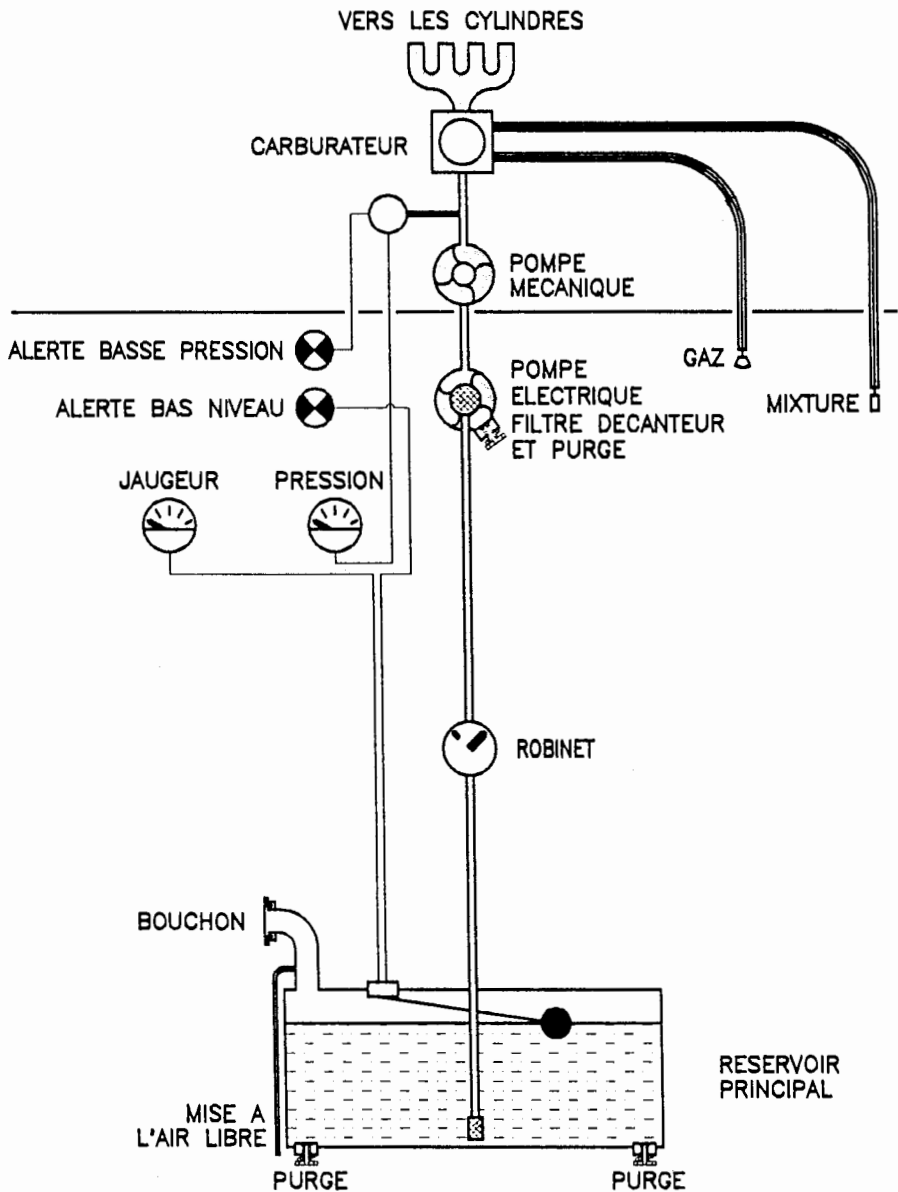 VERS LES CYLINDRES
CARBURATEUR
POMPE
MECANIQUE
ALERTE BASSE PRESSION
GAZ
POMPE
ELECTRIQUE
FILTRE DECANTEUR
ET PURGE
MIXTURE
ALERTE BAS NIVEAU
JAUGEUR
PRESSION
ROBINET
BOUCHON
RESERVOIR
PRINCIPAL
MISE A
L'AIR LIBRE
PURGE
PURGE